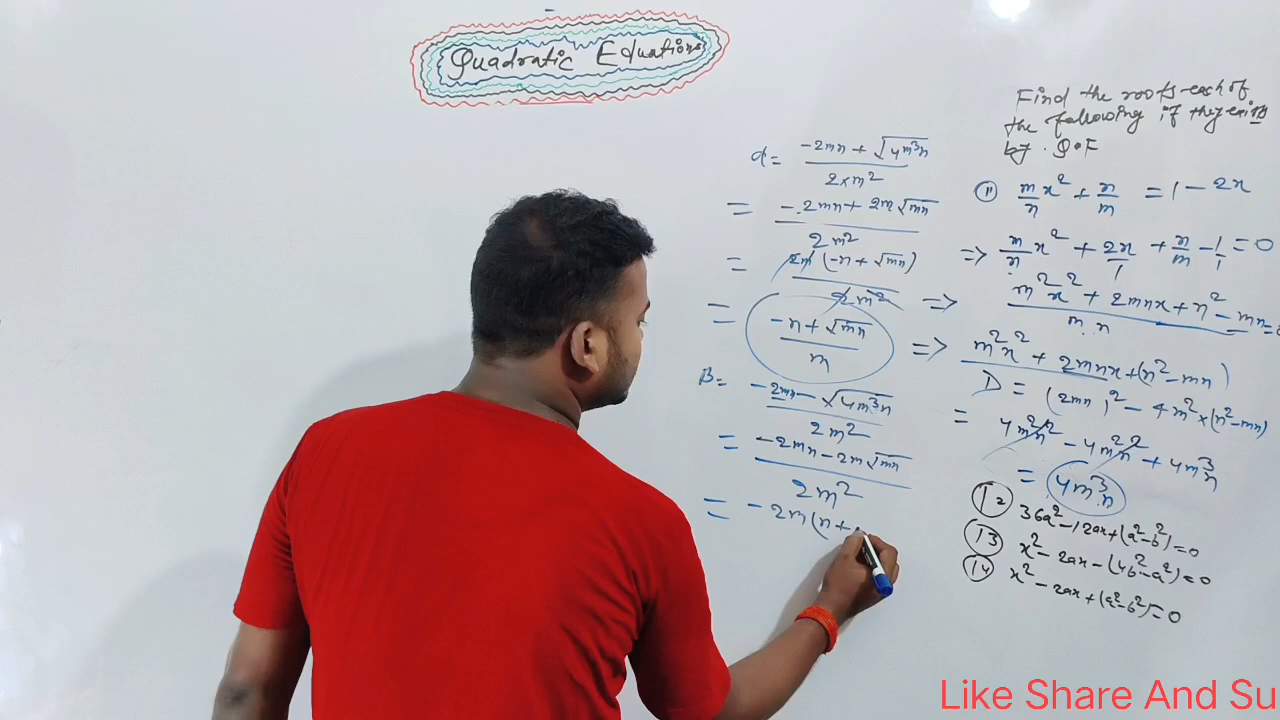 Quadratic Equations
Find the roots each of
the following if they exists
by . Q.F
(11) m/n x² + n/m = 1 - 2x
=> m/n x² + 2x/1 + n/m - 1/1 = 0
=> m²x² + 2mnx + n² - mn / m.n =
=> m²x² + 2mnx + (n² - mn)
D = (2mn)² - 4m² × (n² - mn)
= 4m²n² - 4m²n² + 4m³n
= 4m³n
(12) 36a² - 12ax + (a² - b²) = 0
(13) x² - 2ax - (4b² - a²) = 0
(14) x² - 2ax + (a² - b²) = 0
α = -2mn + √4m³n / 2×m²
= -2mn + 2m√mn / 2m²
= 2m(-n + √mn) / 2m²
= -n + √mn / m
β = -2mn - √4m³n / 2m²
= -2mn - 2m√mn / 2m²
= -2m(n+
Like Share And Su